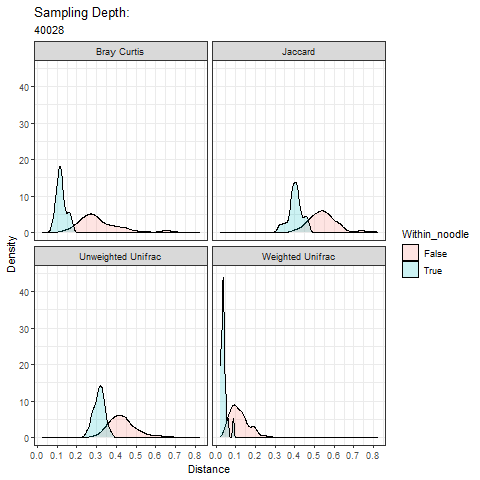 Sampling Depth:
40028
Bray Curtis
Jaccard
40
30
20
10
0
Unweighted Unifrac
Weighted Unifrac
40
30
20
10
0
0.0 0.1 0.2 0.3 0.4 0.5 0.6 0.7 0.8
0.0 0.1 0.2 0.3 0.4 0.5 0.6 0.7 0.8
Distance
Density
Within_noodle
False
True